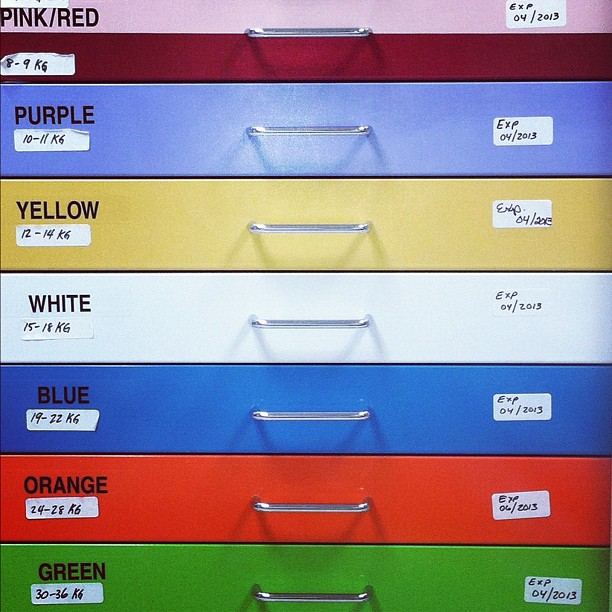 PINK/RED
EXP
04/2013
8-9 KG
PURPLE
10-11 KG
EXP
04/2013
YELLOW
12-14 KG
Exp.
04/2013
WHITE
15-18 KG
EXP
04/2013
BLUE
19-22 KG
EXP
04/2013
ORANGE
24-28 KG
EXP
06/2013
GREEN
30-36 KG
EXP
04/2013